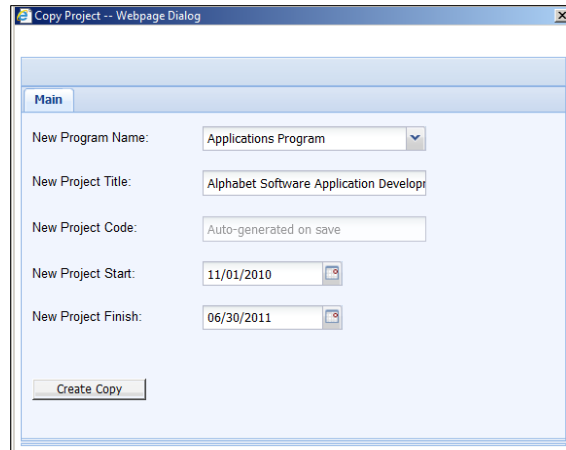 Copy Project -- Webpage Dialog
Main
New Program Name: Applications Program
New Project Title: Alphabet Software Application Developr
New Project Code: Auto-generated on save
New Project Start: 11/01/2010
New Project Finish: 06/30/2011
Create Copy